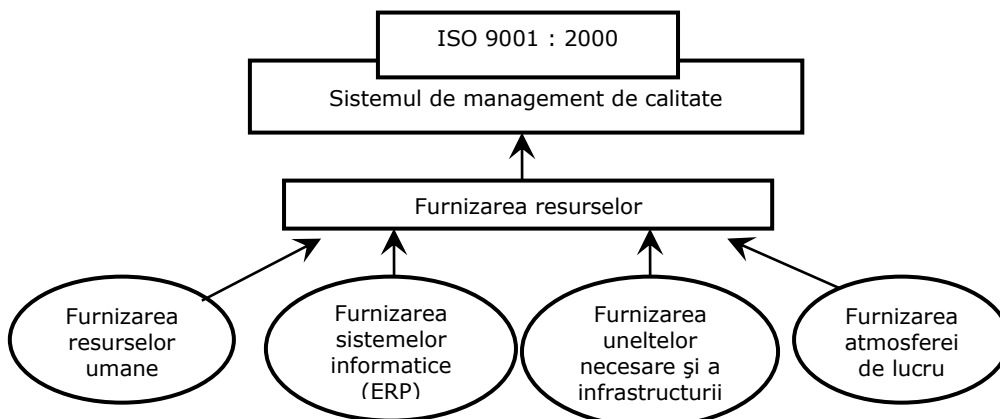 ISO 9001 : 2000
Sistemul de management de calitate
Furnizarea resurselor
Furnizarea
resurselor
umane
Furnizarea
sistemelor
informatice
(ERP)
Furnizarea
uneltelor
necesare şi a
infrastructurii
Furnizarea
atmosferei
de lucru